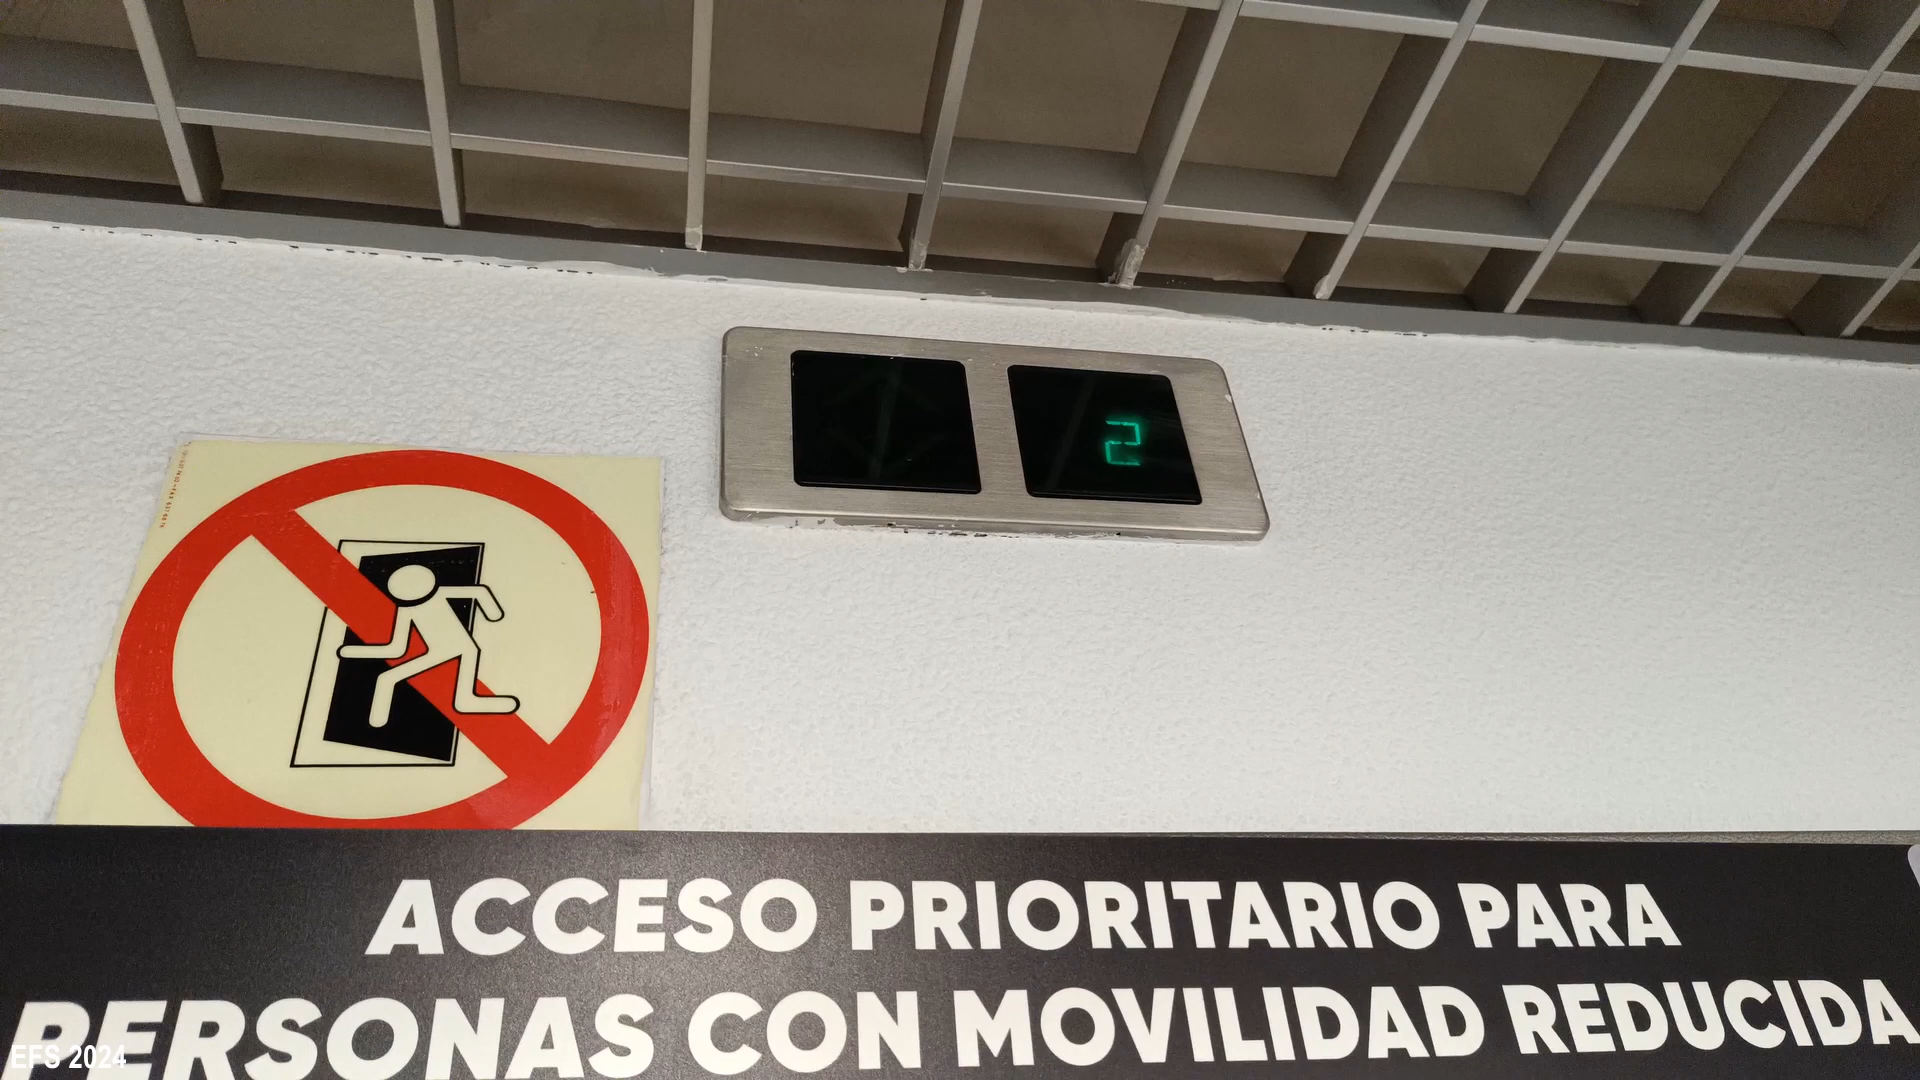 2
ACCESO PRIORITARIO PARA
PERSONAS CON MOVILIDAD REDUCIDA
EFS 2024